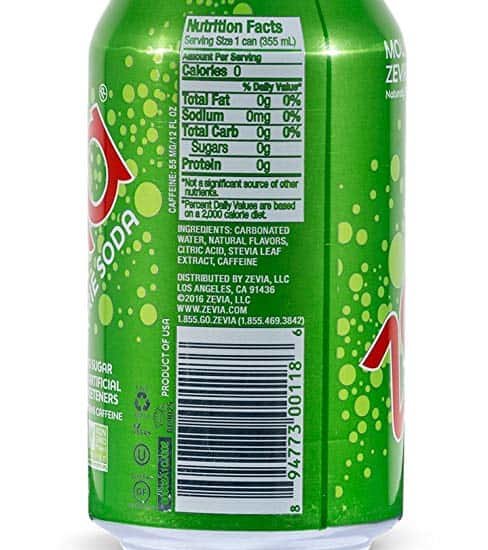 Nutrition Facts
Serving Size 1 can (355 mL)
Amount Per Serving
Calories 0
% Daily Value*
Total Fat 0g 0%
Sodium 0mg 0%
Total Carb 0g 0%
Sugars 0g
Protein 0g
*Not a significant source of other
nutrients.
*Percent Daily Values are based
on a 2,000 calorie diet.
CAFFEINE: 55 MG/12 FL OZ
INGREDIENTS: CARBONATED
WATER, NATURAL FLAVORS,
CITRIC ACID, STEVIA LEAF
EXTRACT, CAFFEINE
DISTRIBUTED BY ZEVIA, LLC
LOS ANGELES, CA 91436
©2016 ZEVIA, LLC
WWW.ZEVIA.COM
1.855.GO.ZEVIA (1.855.469.3842)
PRODUCT OF USA
8 94773 00118 6
®
SODA
SUGAR
ARTIFICIAL
CAFFEINE
U
GF
MO
ZEVI